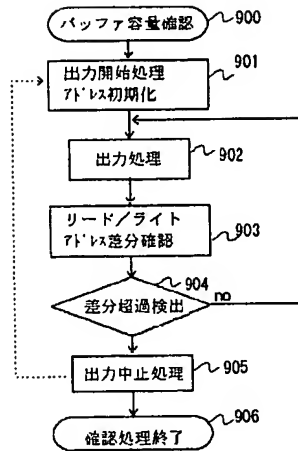 バッファ容量確認
900
出力開始処理
アドレス初期化
901
出力処理
902
リード/ライト
アドレス差分確認
903
904
差分超過検出
no
出力中止処理
905
確認処理終了
906